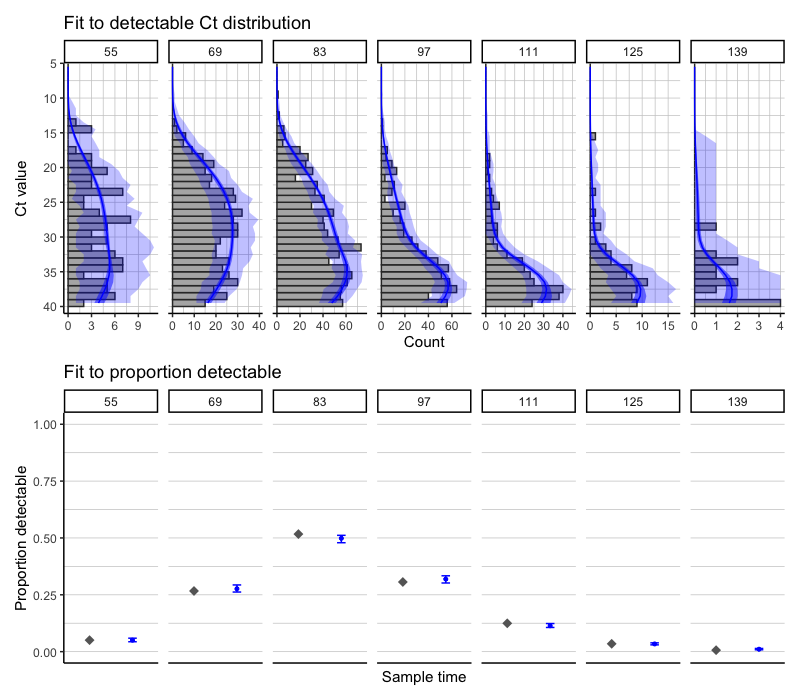 Fit to detectable Ct distribution
55 69 83 97 111 125 139
Ct value
5
10
15
20
25
30
35
40
0 3 6 9 0 10 20 30 40 0 20 40 60 0 20 40 60 0 10 20 30 40 0 5 10 15 0 1 2 3 4
Count
Fit to proportion detectable
55 69 83 97 111 125 139
Proportion detectable
1.00
0.75
0.50
0.25
0.00
Sample time